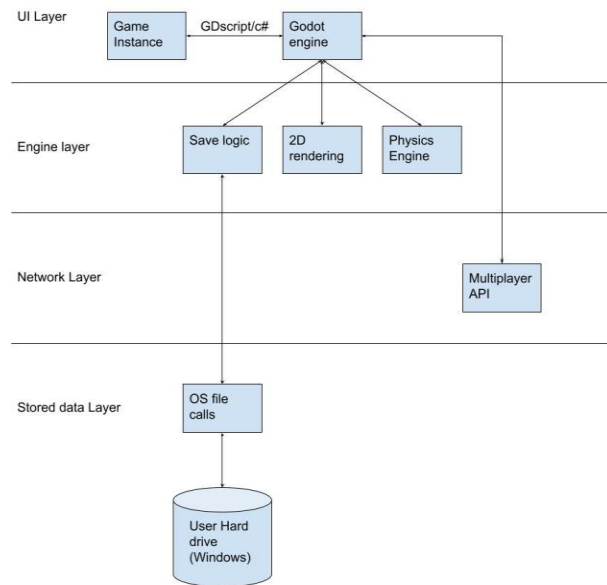 UI Layer
Game
Instance
GDscript/c#
Godot
engine
Engine layer
Save logic
2D
rendering
Physics
Engine
Network Layer
Multiplayer
API
Stored data Layer
OS file
calls
User Hard
drive
(Windows)